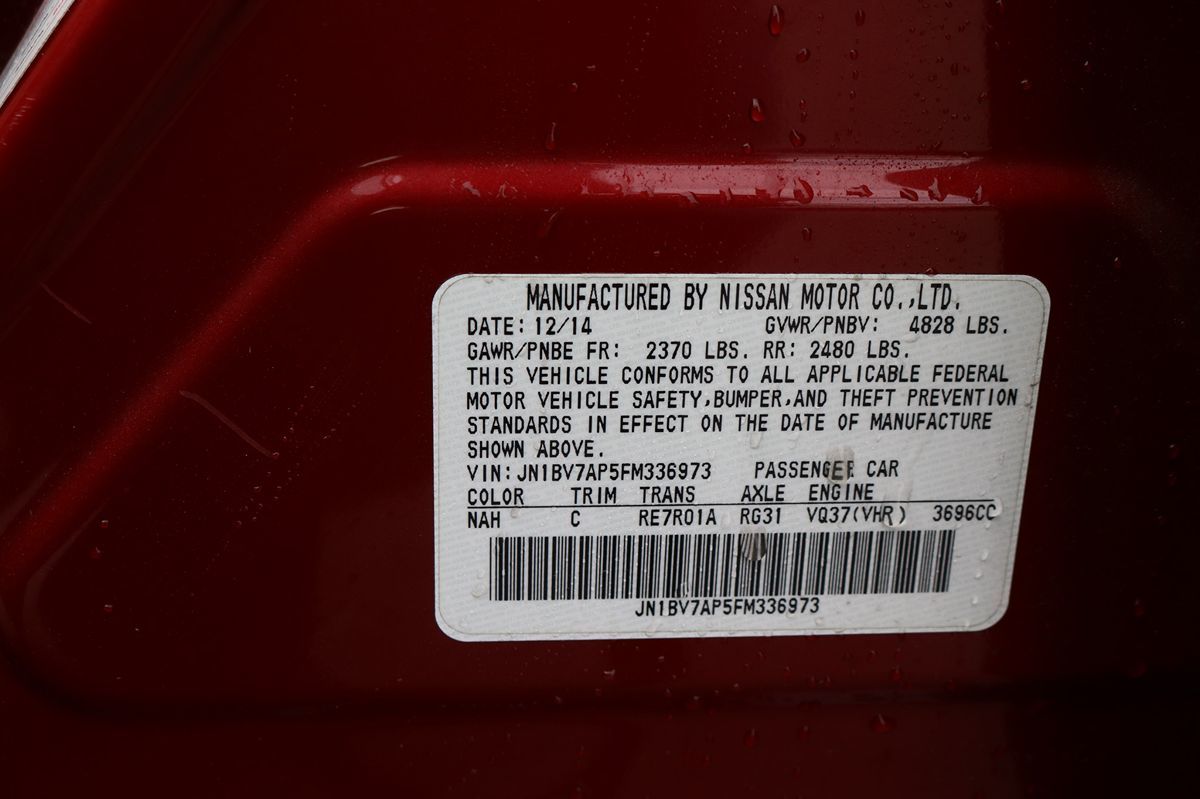 MANUFACTURED BY NISSAN MOTOR CO.,LTD.
DATE: 12/14 GVWR/PNBV: 4828 LBS.
GAWR/PNBE FR: 2370 LBS. RR: 2480 LBS.
THIS VEHICLE CONFORMS TO ALL APPLICABLE FEDERAL
MOTOR VEHICLE SAFETY,BUMPER,AND THEFT PREVENTION
STANDARDS IN EFFECT ON THE DATE OF MANUFACTURE
SHOWN ABOVE.
VIN:JN1BV7AP5FM336973 PASSENGER CAR
COLOR TRIM TRANS AXLE ENGINE
NAH C RE7R01A RG31 VQ37(VHR) 3696CC
JN1BV7AP5FM336973